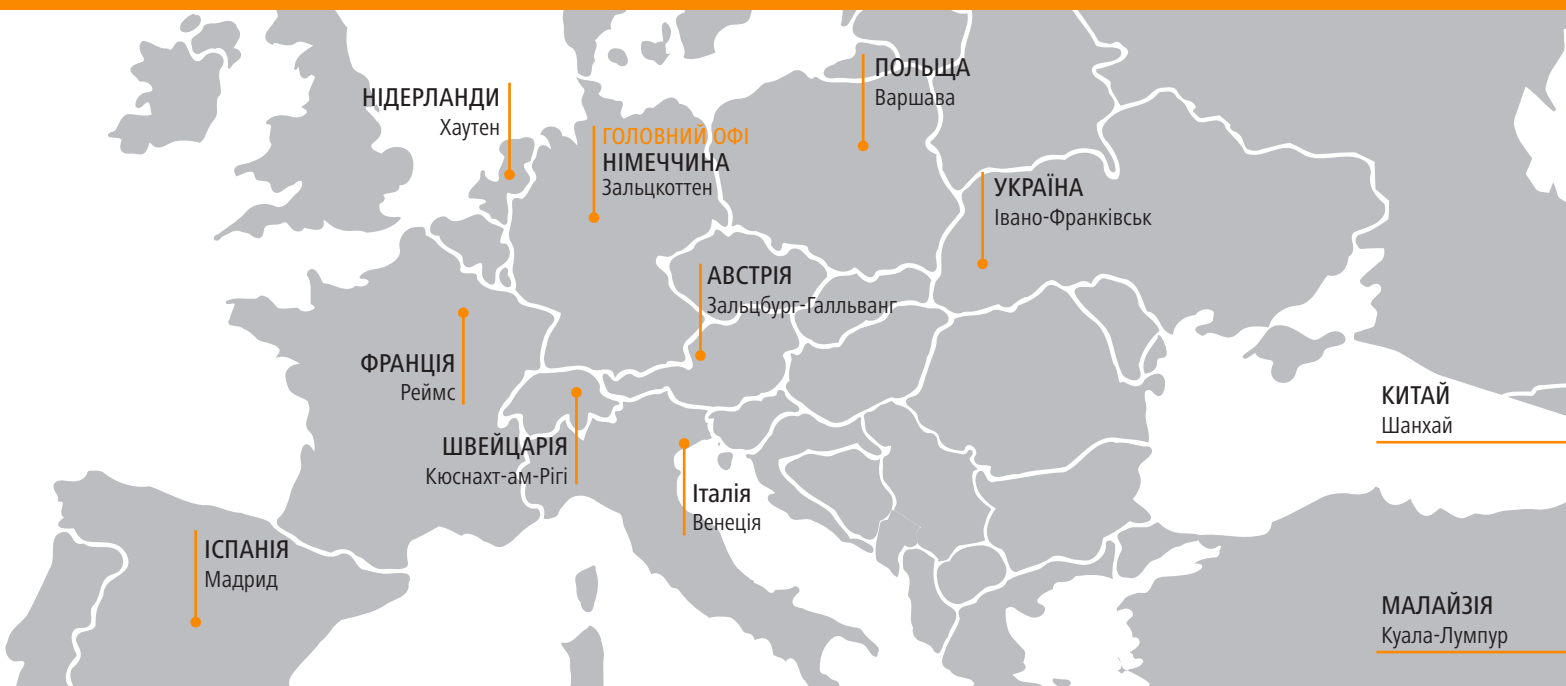 ПОЛЬЩА
Варшава
НІДЕРЛАНДИ
Хаутен
ГОЛОВНИЙ ОФІ
НІМЕЧЧИНА
Зальцкоттен
УКРАЇНА
Івано-Франківськ
АВСТРІЯ
Зальцбург-Галльванг
ФРАНЦІЯ
Реймс
КИТАЙ
Шанхай
ШВЕЙЦАРІЯ
Кюснахт-ам-Рігі
Італія
Венеція
ІСПАНІЯ
Мадрид
МАЛАЙЗІЯ
Куала-Лумпур